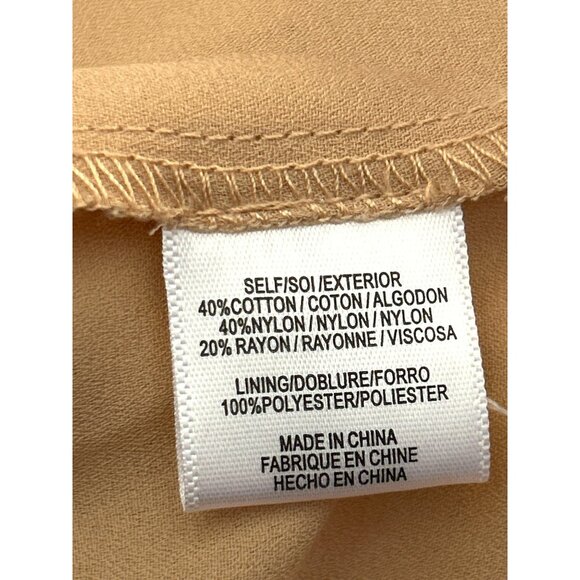 SELF/SOI/EXTERIOR
40%COTTON/COTON/ALGODON
40%NYLON/NYLON/NYLON
20% RAYON/RAYONNE/VISCOSA
LINING/DOBLURE/FORRO
100%POLYESTER/POLIESTER
MADE IN CHINA
FABRIQUE EN CHINE
HECHO EN CHINA